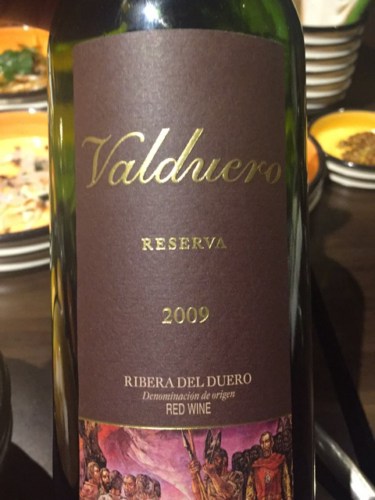 Valduero
RESERVA
2009
RIBERA DEL DUERO
Denominación de origen
RED WINE